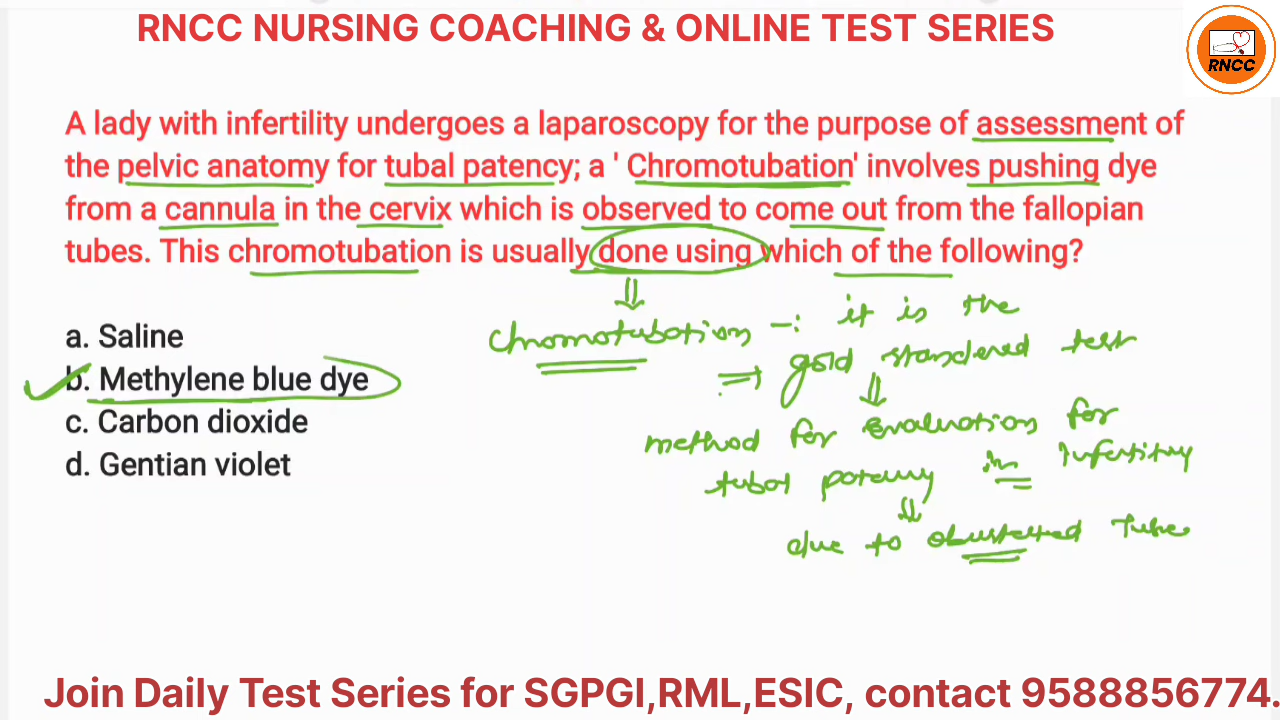 RNCC NURSING COACHING & ONLINE TEST SERIES
RNCC
A lady with infertility undergoes a laparoscopy for the purpose of assessment of
the pelvic anatomy for tubal patency; a ' Chromotubation' involves pushing dye
from a cannula in the cervix which is observed to come out from the fallopian
tubes. This chromotubation is usually done using which of the following?
a. Saline
b. Methylene blue dye
c. Carbon dioxide
d. Gentian violet
chromotubation -: it is the
gold standered test
method for Evaluation for
tubal in Infertitity
due to Tube
Join Daily Test Series for SGPGI,RML,ESIC, contact 9588856774.